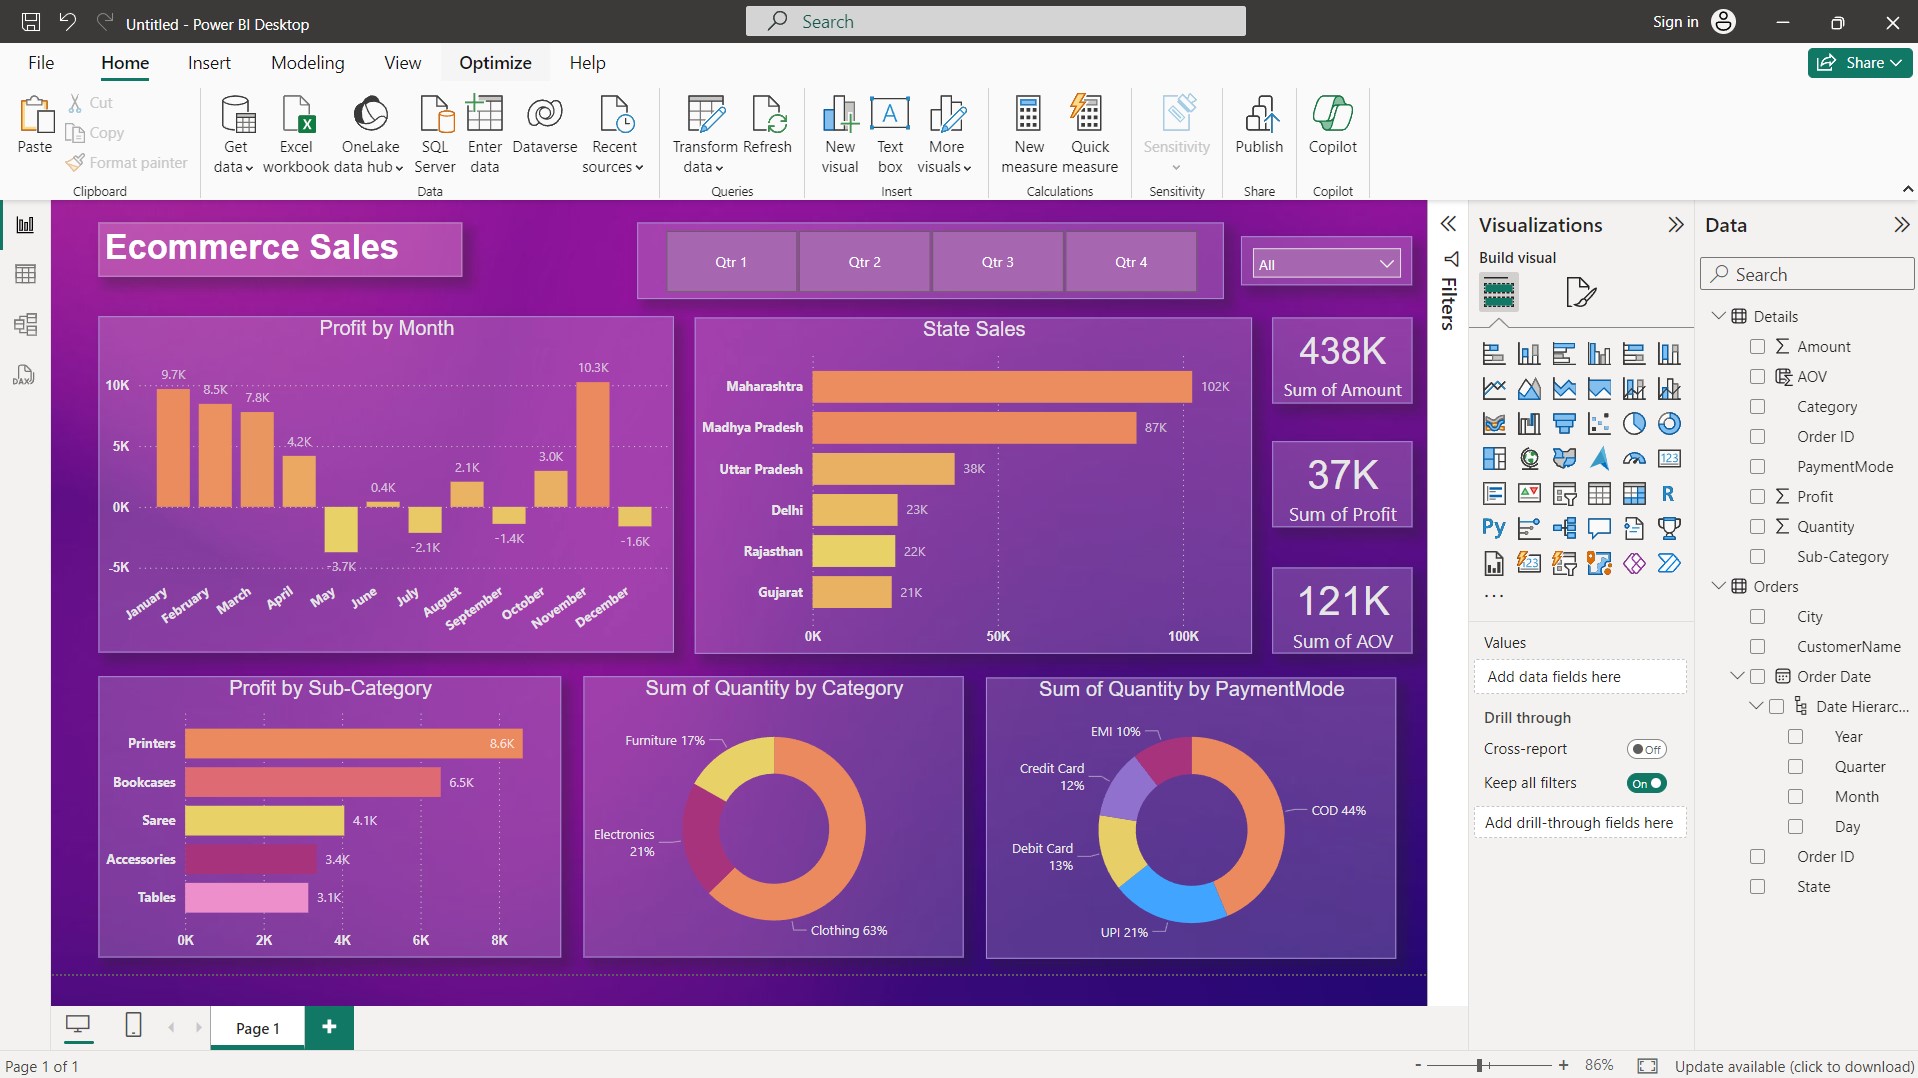 Untitled - Power BI Desktop
Search
Sign in
File
Home
Insert
Modeling
View
Optimize
Help
Share
Paste
Cut
Copy
Format painter
Clipboard
Get data
Excel workbook
OneLake data hub
SQL Server
Enter data
Dataverse
Recent sources
Data
Transform data
Refresh
Queries
New visual
Text box
More visuals
Insert
New measure
Quick measure
Calculations
Sensitivity
Sensitivity
Publish
Share
Copilot
Copilot
DAX
Ecommerce Sales
Qtr 1
Qtr 2
Qtr 3
Qtr 4
All
Profit by Month
10K
5K
0K
-5K
9.7K
8.5K
7.8K
4.2K
-3.7K
0.4K
-2.1K
2.1K
-1.4K
3.0K
10.3K
-1.6K
January
February
March
April
May
June
July
August
September
October
November
December
State Sales
Maharashtra
102K
Madhya Pradesh
87K
Uttar Pradesh
38K
Delhi
23K
Rajasthan
22K
Gujarat
21K
0K
50K
100K
438K
Sum of Amount
37K
Sum of Profit
121K
Sum of AOV
Profit by Sub-Category
Printers
8.6K
Bookcases
6.5K
Saree
4.1K
Accessories
3.4K
Tables
3.1K
0K
2K
4K
6K
8K
Sum of Quantity by Category
Furniture 17%
Electronics
21%
Clothing 63%
Sum of Quantity by PaymentMode
EMI 10%
Credit Card
12%
Debit Card
13%
UPI 21%
COD 44%
Filters
Visualizations
Build visual
123
R
Py
123
...
Values
Add data fields here
Drill through
Cross-report
Off
Keep all filters
On
Add drill-through fields here
Data
Search
Details
Amount
AOV
Category
Order ID
PaymentMode
Profit
Quantity
Sub-Category
Orders
City
CustomerName
Order Date
Date Hierarc...
Year
Quarter
Month
Day
Order ID
State
Page 1
+
Page 1 of 1
- + 86%
Update available (click to download)